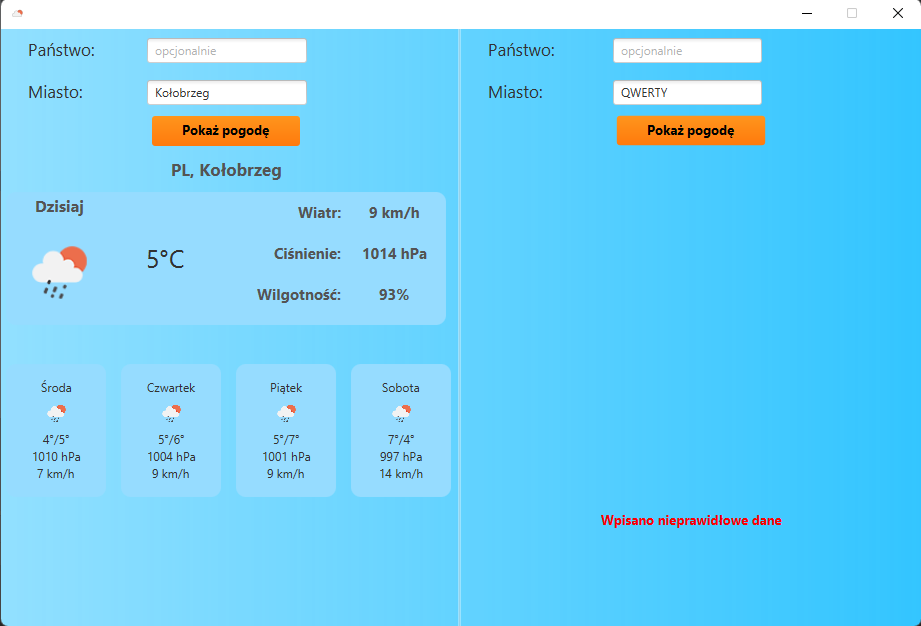 Państwo: opcjonalnie
Miasto: Kołobrzeg
Pokaż pogodę
PL, Kołobrzeg
Dzisiaj
5°C
Wiatr: 9 km/h
Ciśnienie: 1014 hPa
Wilgotność: 93%
Środa
4°/5°
1010 hPa
7 km/h
Czwartek
5°/6°
1004 hPa
9 km/h
Piątek
5°/7°
1001 hPa
9 km/h
Sobota
7°/4°
997 hPa
14 km/h
Państwo: opcjonalnie
Miasto: QWERTY
Pokaż pogodę
Wpisano nieprawidłowe dane